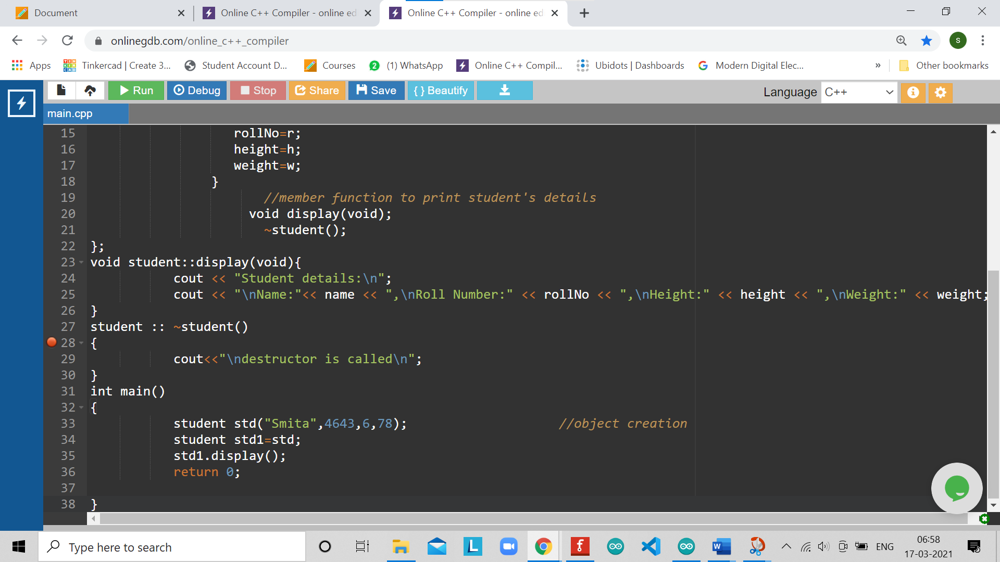 Document
Online C++ Compiler - online ed
Online C++ Compiler - online ed
onlinegdb.com/online_c++_compiler
S
Apps
Tinkercad | Create 3...
Student Account D...
Courses
2
(1) WhatsApp
Online C++ Compil...
Ubidots | Dashboards
Modern Digital Elec...
»
Other bookmarks
Run
Debug
Stop
Share
Save
{ } Beautify
Language
C++
main.cpp
15 rollNo=r;
16 height=h;
17 weight=w;
18 }
19 //member function to print student's details
20 void display(void);
21 ~student();
22 };
23 void student::display(void){
24 cout << "Student details:\n";
25 cout << "\nName:"<< name << ",\nRoll Number:" << rollNo << ",\nHeight:" << height << ",\nWeight:" << weight;
26 }
27 student :: ~student()
28 {
29 cout<<"\ndestructor is called\n";
30 }
31 int main()
32 {
33 student std("Smita",4643,6,78); //object creation
34 student std1=std;
35 std1.display();
36 return 0;
37
38 }
Type here to search
ENG
06:58
17-03-2021